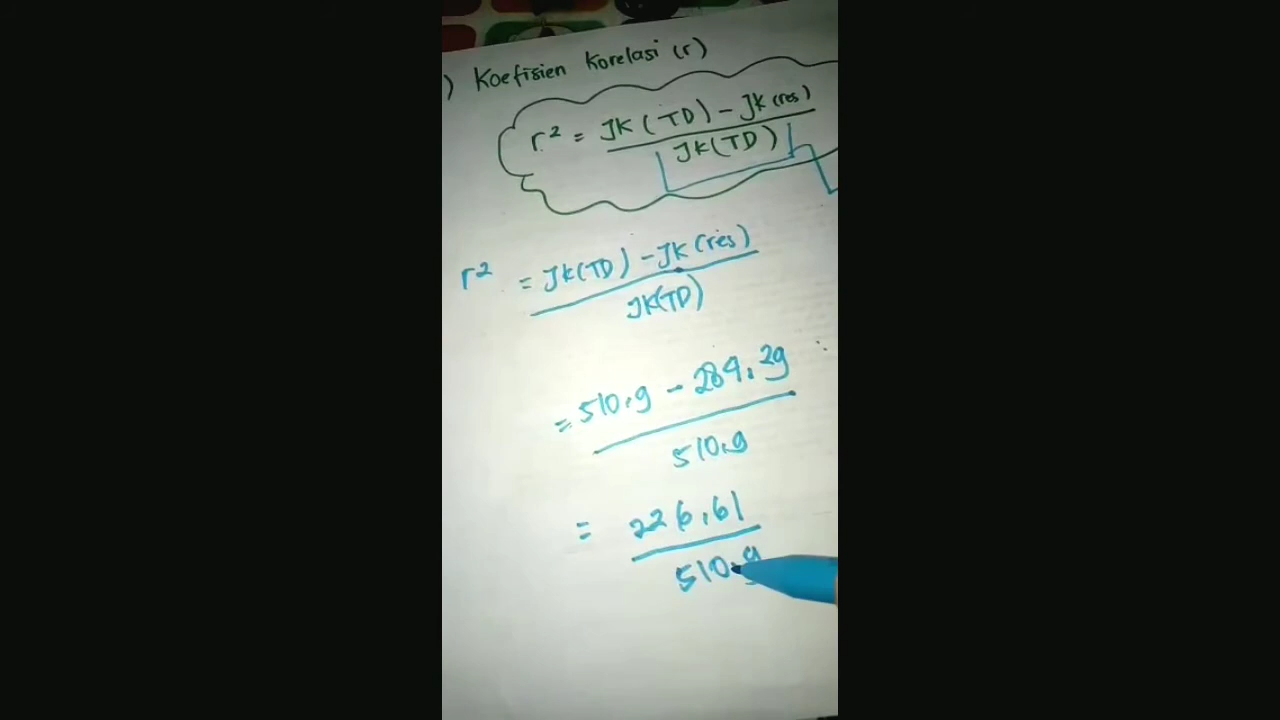 ) Koefisien Korelasi (r)
r² = JK(TD) - JK(res)
JK(TD)
r² = JK(TD) - JK(res)
JK(TD)
= 510,9 - 284,29
510,9
= 226,61
510,9